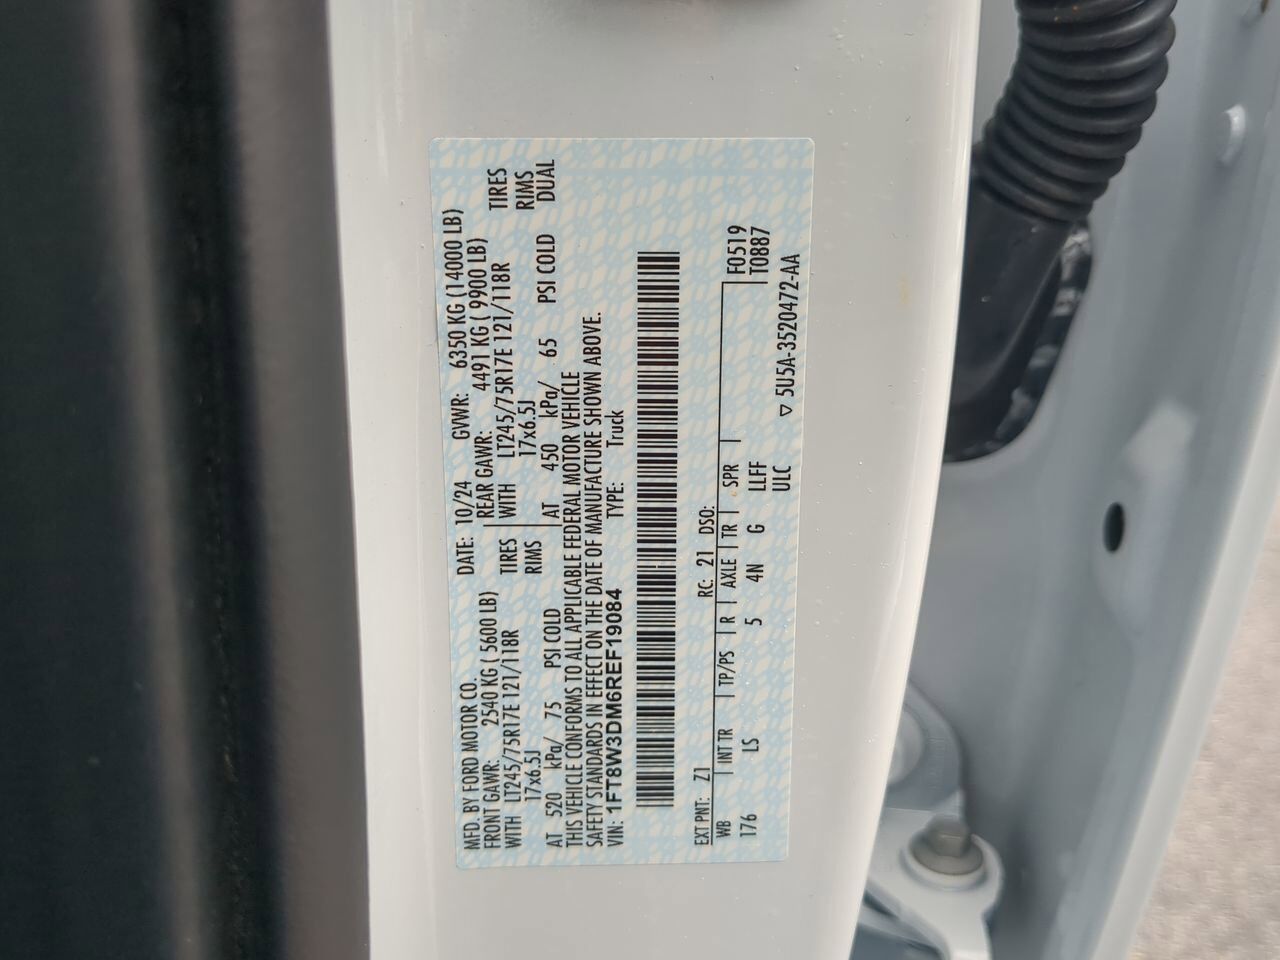 MFD. BY FORD MOTOR CO.
DATE: 10/24 GVWR: 6350 KG (14000 LB)
FRONT GAWR: 2540 KG ( 5600 LB) REAR GAWR: 4491 KG ( 9900 LB)
WITH LT245/75R17E 121/118R TIRES WITH LT245/75R17E 121/118R TIRES
17x6.5J RIMS 17x6.5J RIMS
AT 520 kPa/ 75 PSI COLD AT 450 kPa/ 65 PSI COLD DUAL
THIS VEHICLE CONFORMS TO ALL APPLICABLE FEDERAL MOTOR VEHICLE
SAFETY STANDARDS IN EFFECT ON THE DATE OF MANUFACTURE SHOWN ABOVE.
VIN: 1FT8W3DM6REF19084 TYPE: Truck
EXT PNT: Z1 RC: 21 DSO: F0519
WB INT TR TP/PS R AXLE TR SPR T0887
176 LS 5 4N G LLFF
ULC ▽ 5U5A-3520472-AA